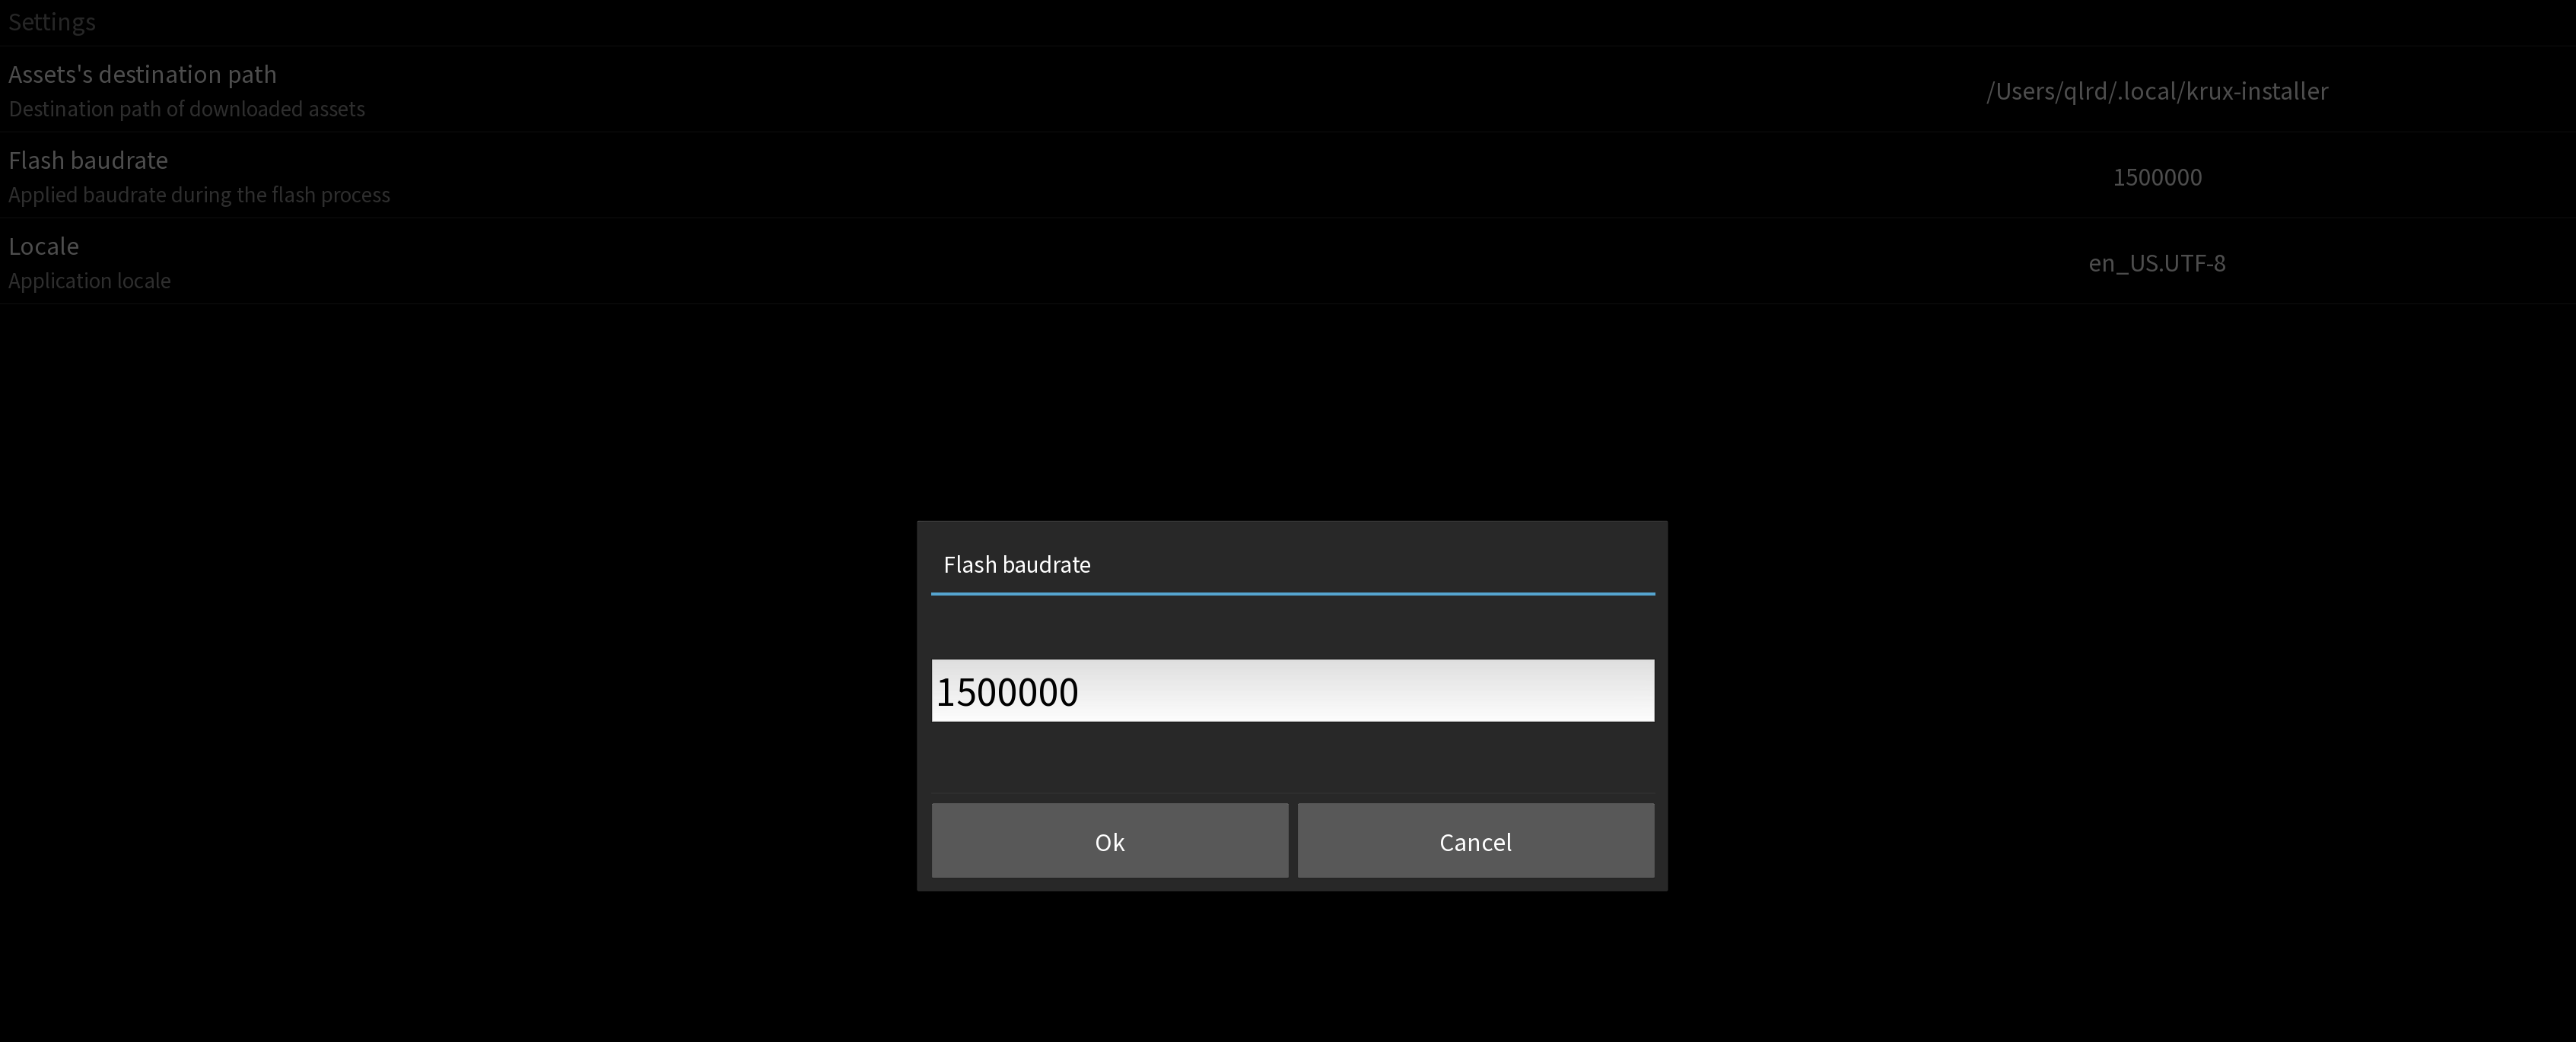 Settings
Assets's destination path
Destination path of downloaded assets
/Users/qlrd/.local/krux-installer
Flash baudrate
Applied baudrate during the flash process
1500000
Locale
Application locale
en_US.UTF-8
Flash baudrate
1500000
Ok
Cancel